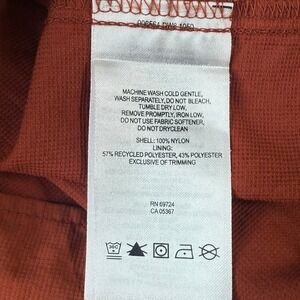 MACHINE WASH COLD GENTLE,
WASH SEPARATELY, DO NOT BLEACH,
TUMBLE DRY LOW,
REMOVE PROMPTLY, IRON LOW,
DO NOT USE FABRIC SOFTENER,
DO NOT DRYCLEAN
SHELL: 100% NYLON
LINING:
57% RECYCLED POLYESTER, 43% POLYESTER
EXCLUSIVE OF TRIMMING
RN 69724
CA 05367